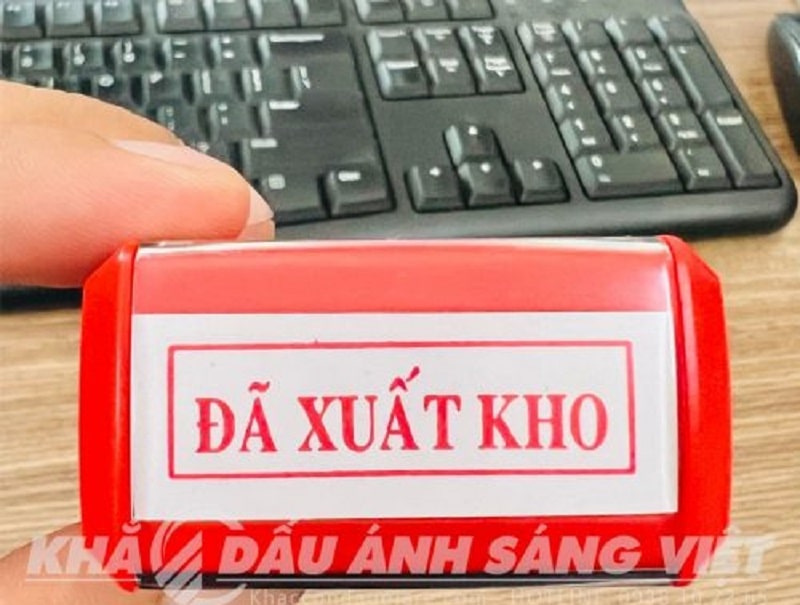 ĐÃ XUẤT KHO
KHẮC DẤU ÁNH SÁNG VIỆT